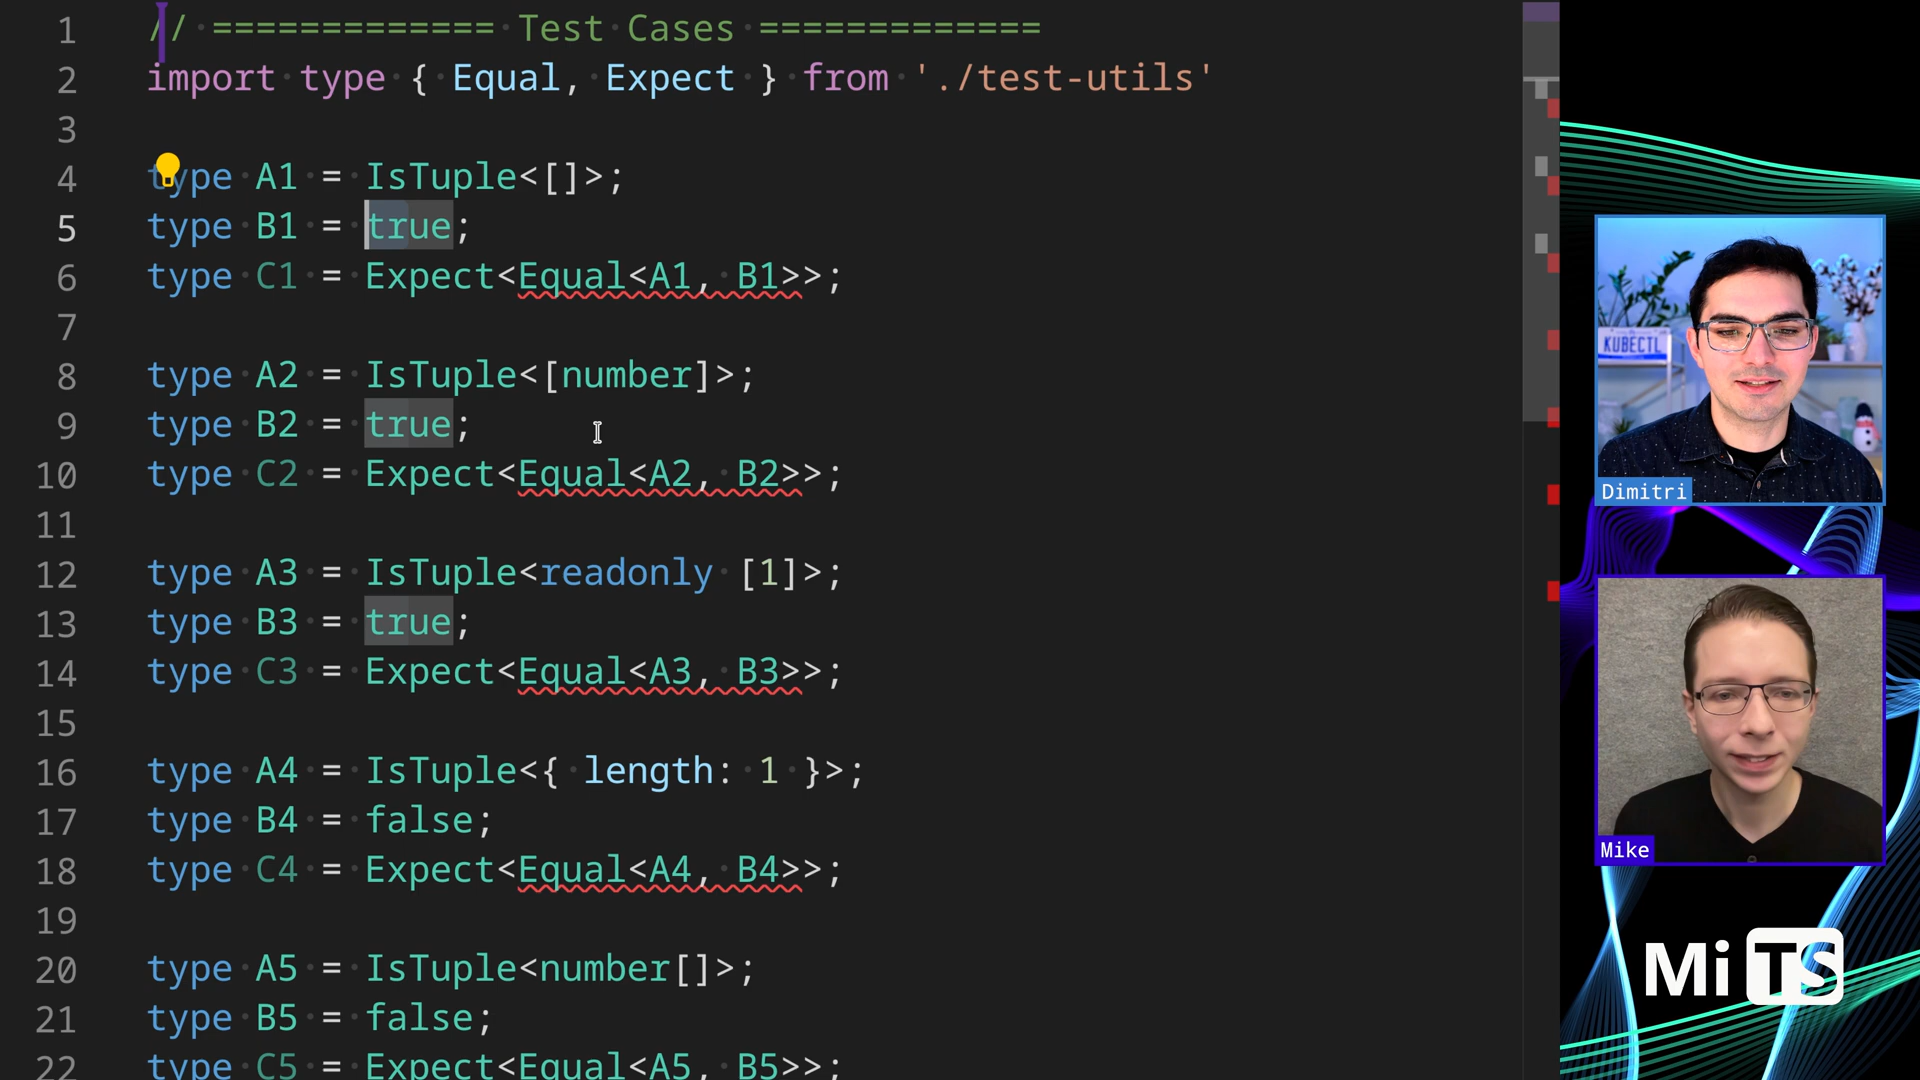 1 // ============= Test Cases =============
2 import type { Equal, Expect } from './test-utils'
3
4 type A1 = IsTuple<[]>;
5 type B1 = true;
6 type C1 = Expect<Equal<A1, B1>>;
7
8 type A2 = IsTuple<[number]>;
9 type B2 = true;
10 type C2 = Expect<Equal<A2, B2>>;
11
12 type A3 = IsTuple<readonly [1]>;
13 type B3 = true;
14 type C3 = Expect<Equal<A3, B3>>;
15
16 type A4 = IsTuple<{ length: 1 }>;
17 type B4 = false;
18 type C4 = Expect<Equal<A4, B4>>;
19
20 type A5 = IsTuple<number[]>;
21 type B5 = false;
22 type C5 = Expect<Equal<A5, B5>>;
KUBECTL
Dimitri
Mike
Mi TS